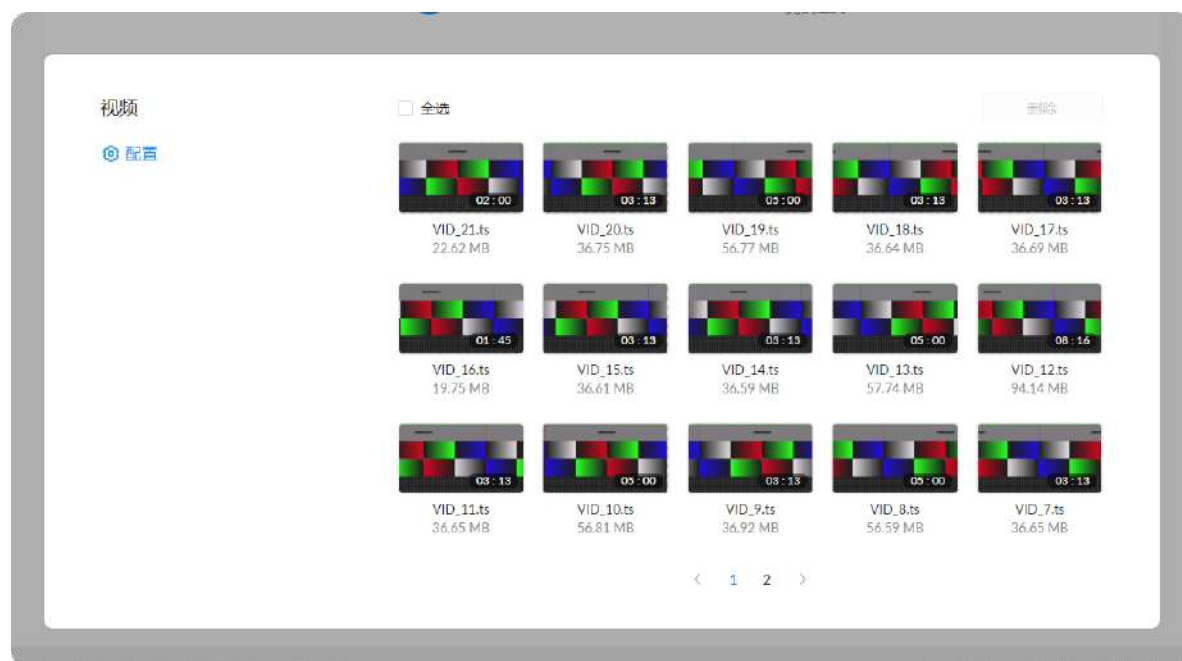 视频
全选
删除
配置
02:00
03:13
05:00
03:13
03:13
VID_21.ts
VID_20.ts
VID_19.ts
VID_18.ts
VID_17.ts
22.62 MB
36.75 MB
56.77 MB
36.64 MB
36.69 MB
01:45
03:13
03:13
05:00
08:16
VID_16.ts
VID_15.ts
VID_14.ts
VID_13.ts
VID_12.ts
19.75 MB
36.61 MB
36.59 MB
57.74 MB
94.14 MB
03:13
05:00
03:13
05:00
03:13
VID_11.ts
VID_10.ts
VID_9.ts
VID_8.ts
VID_7.ts
36.65 MB
56.81 MB
36.92 MB
56.59 MB
36.65 MB
< 1 2 >